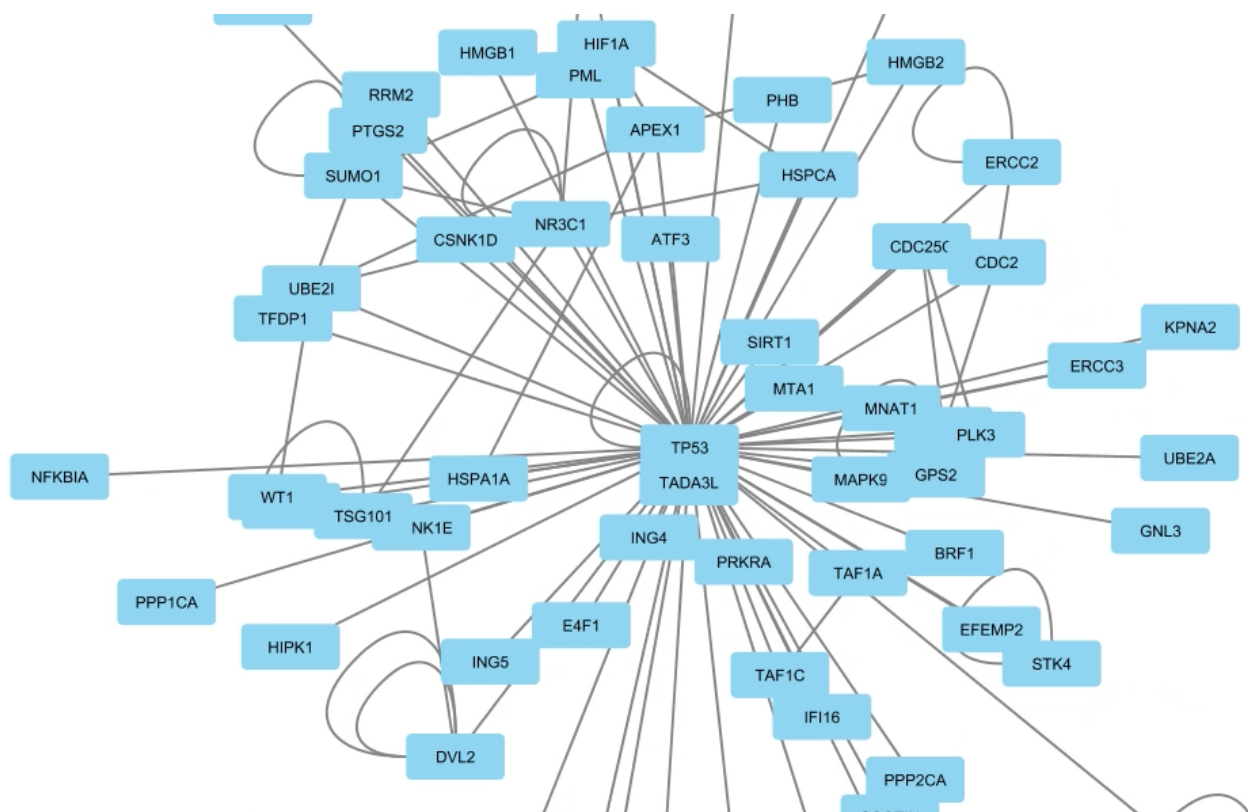 HIF1A
HMGB1
HMGB2
PML
RRM2
PHB
PTGS2
APEX1
ERCC2
SUMO1
HSPCA
NR3C1
CSNK1D
ATF3
CDC25C
CDC2
UBE2I
TFDP1
KPNA2
SIRT1
ERCC3
MTA1
MNAT1
PLK3
TP53
UBE2A
NFKBIA
HSPA1A
TADA3L
MAPK9
GPS2
WT1
TSG101
NK1E
GNL3
ING4
BRF1
PRKRA
TAF1A
PPP1CA
E4F1
EFEMP2
HIPK1
ING5
STK4
TAF1C
IFI16
DVL2
PPP2CA